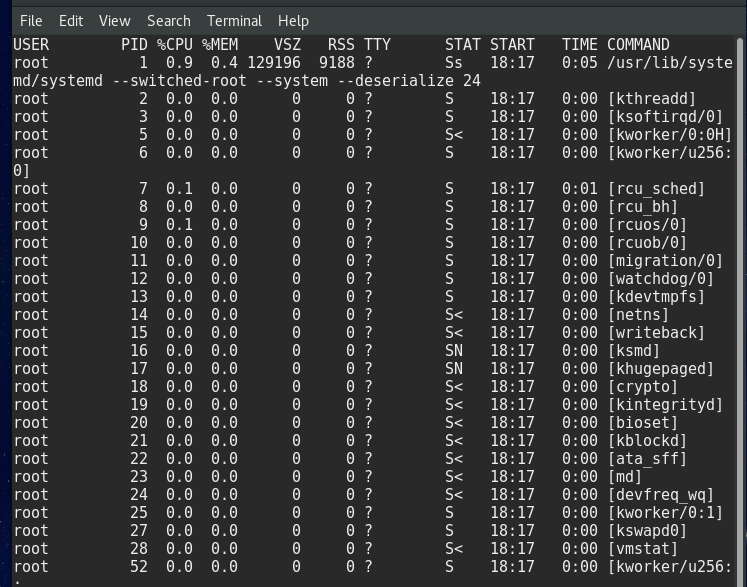 File Edit View Search Terminal Help
USER        PID %CPU %MEM    VSZ   RSS TTY      STAT START   TIME COMMAND
root          1  0.9  0.4 129196  9188 ?        Ss   18:17   0:05 /usr/lib/syste
md/systemd --switched-root --system --deserialize 24
root          2  0.0  0.0      0     0 ?        S    18:17   0:00 [kthreadd]
root          3  0.0  0.0      0     0 ?        S    18:17   0:00 [ksoftirqd/0]
root          5  0.0  0.0      0     0 ?        S<   18:17   0:00 [kworker/0:0H]
root          6  0.0  0.0      0     0 ?        S    18:17   0:00 [kworker/u256:
0]
root          7  0.1  0.0      0     0 ?        S    18:17   0:01 [rcu_sched]
root          8  0.0  0.0      0     0 ?        S    18:17   0:00 [rcu_bh]
root          9  0.1  0.0      0     0 ?        S    18:17   0:00 [rcuos/0]
root         10  0.0  0.0      0     0 ?        S    18:17   0:00 [rcuob/0]
root         11  0.0  0.0      0     0 ?        S    18:17   0:00 [migration/0]
root         12  0.0  0.0      0     0 ?        S    18:17   0:00 [watchdog/0]
root         13  0.0  0.0      0     0 ?        S    18:17   0:00 [kdevtmpfs]
root         14  0.0  0.0      0     0 ?        S<   18:17   0:00 [netns]
root         15  0.0  0.0      0     0 ?        S<   18:17   0:00 [writeback]
root         16  0.0  0.0      0     0 ?        SN   18:17   0:00 [ksmd]
root         17  0.0  0.0      0     0 ?        SN   18:17   0:00 [khugepaged]
root         18  0.0  0.0      0     0 ?        S<   18:17   0:00 [crypto]
root         19  0.0  0.0      0     0 ?        S<   18:17   0:00 [kintegrityd]
root         20  0.0  0.0      0     0 ?        S<   18:17   0:00 [bioset]
root         21  0.0  0.0      0     0 ?        S<   18:17   0:00 [kblockd]
root         22  0.0  0.0      0     0 ?        S<   18:17   0:00 [ata_sff]
root         23  0.0  0.0      0     0 ?        S<   18:17   0:00 [md]
root         24  0.0  0.0      0     0 ?        S<   18:17   0:00 [devfreq_wq]
root         25  0.0  0.0      0     0 ?        S    18:17   0:00 [kworker/0:1]
root         27  0.0  0.0      0     0 ?        S    18:17   0:00 [kswapd0]
root         28  0.0  0.0      0     0 ?        S<   18:17   0:00 [vmstat]
root         52  0.0  0.0      0     0 ?        S    18:17   0:00 [kworker/u256: